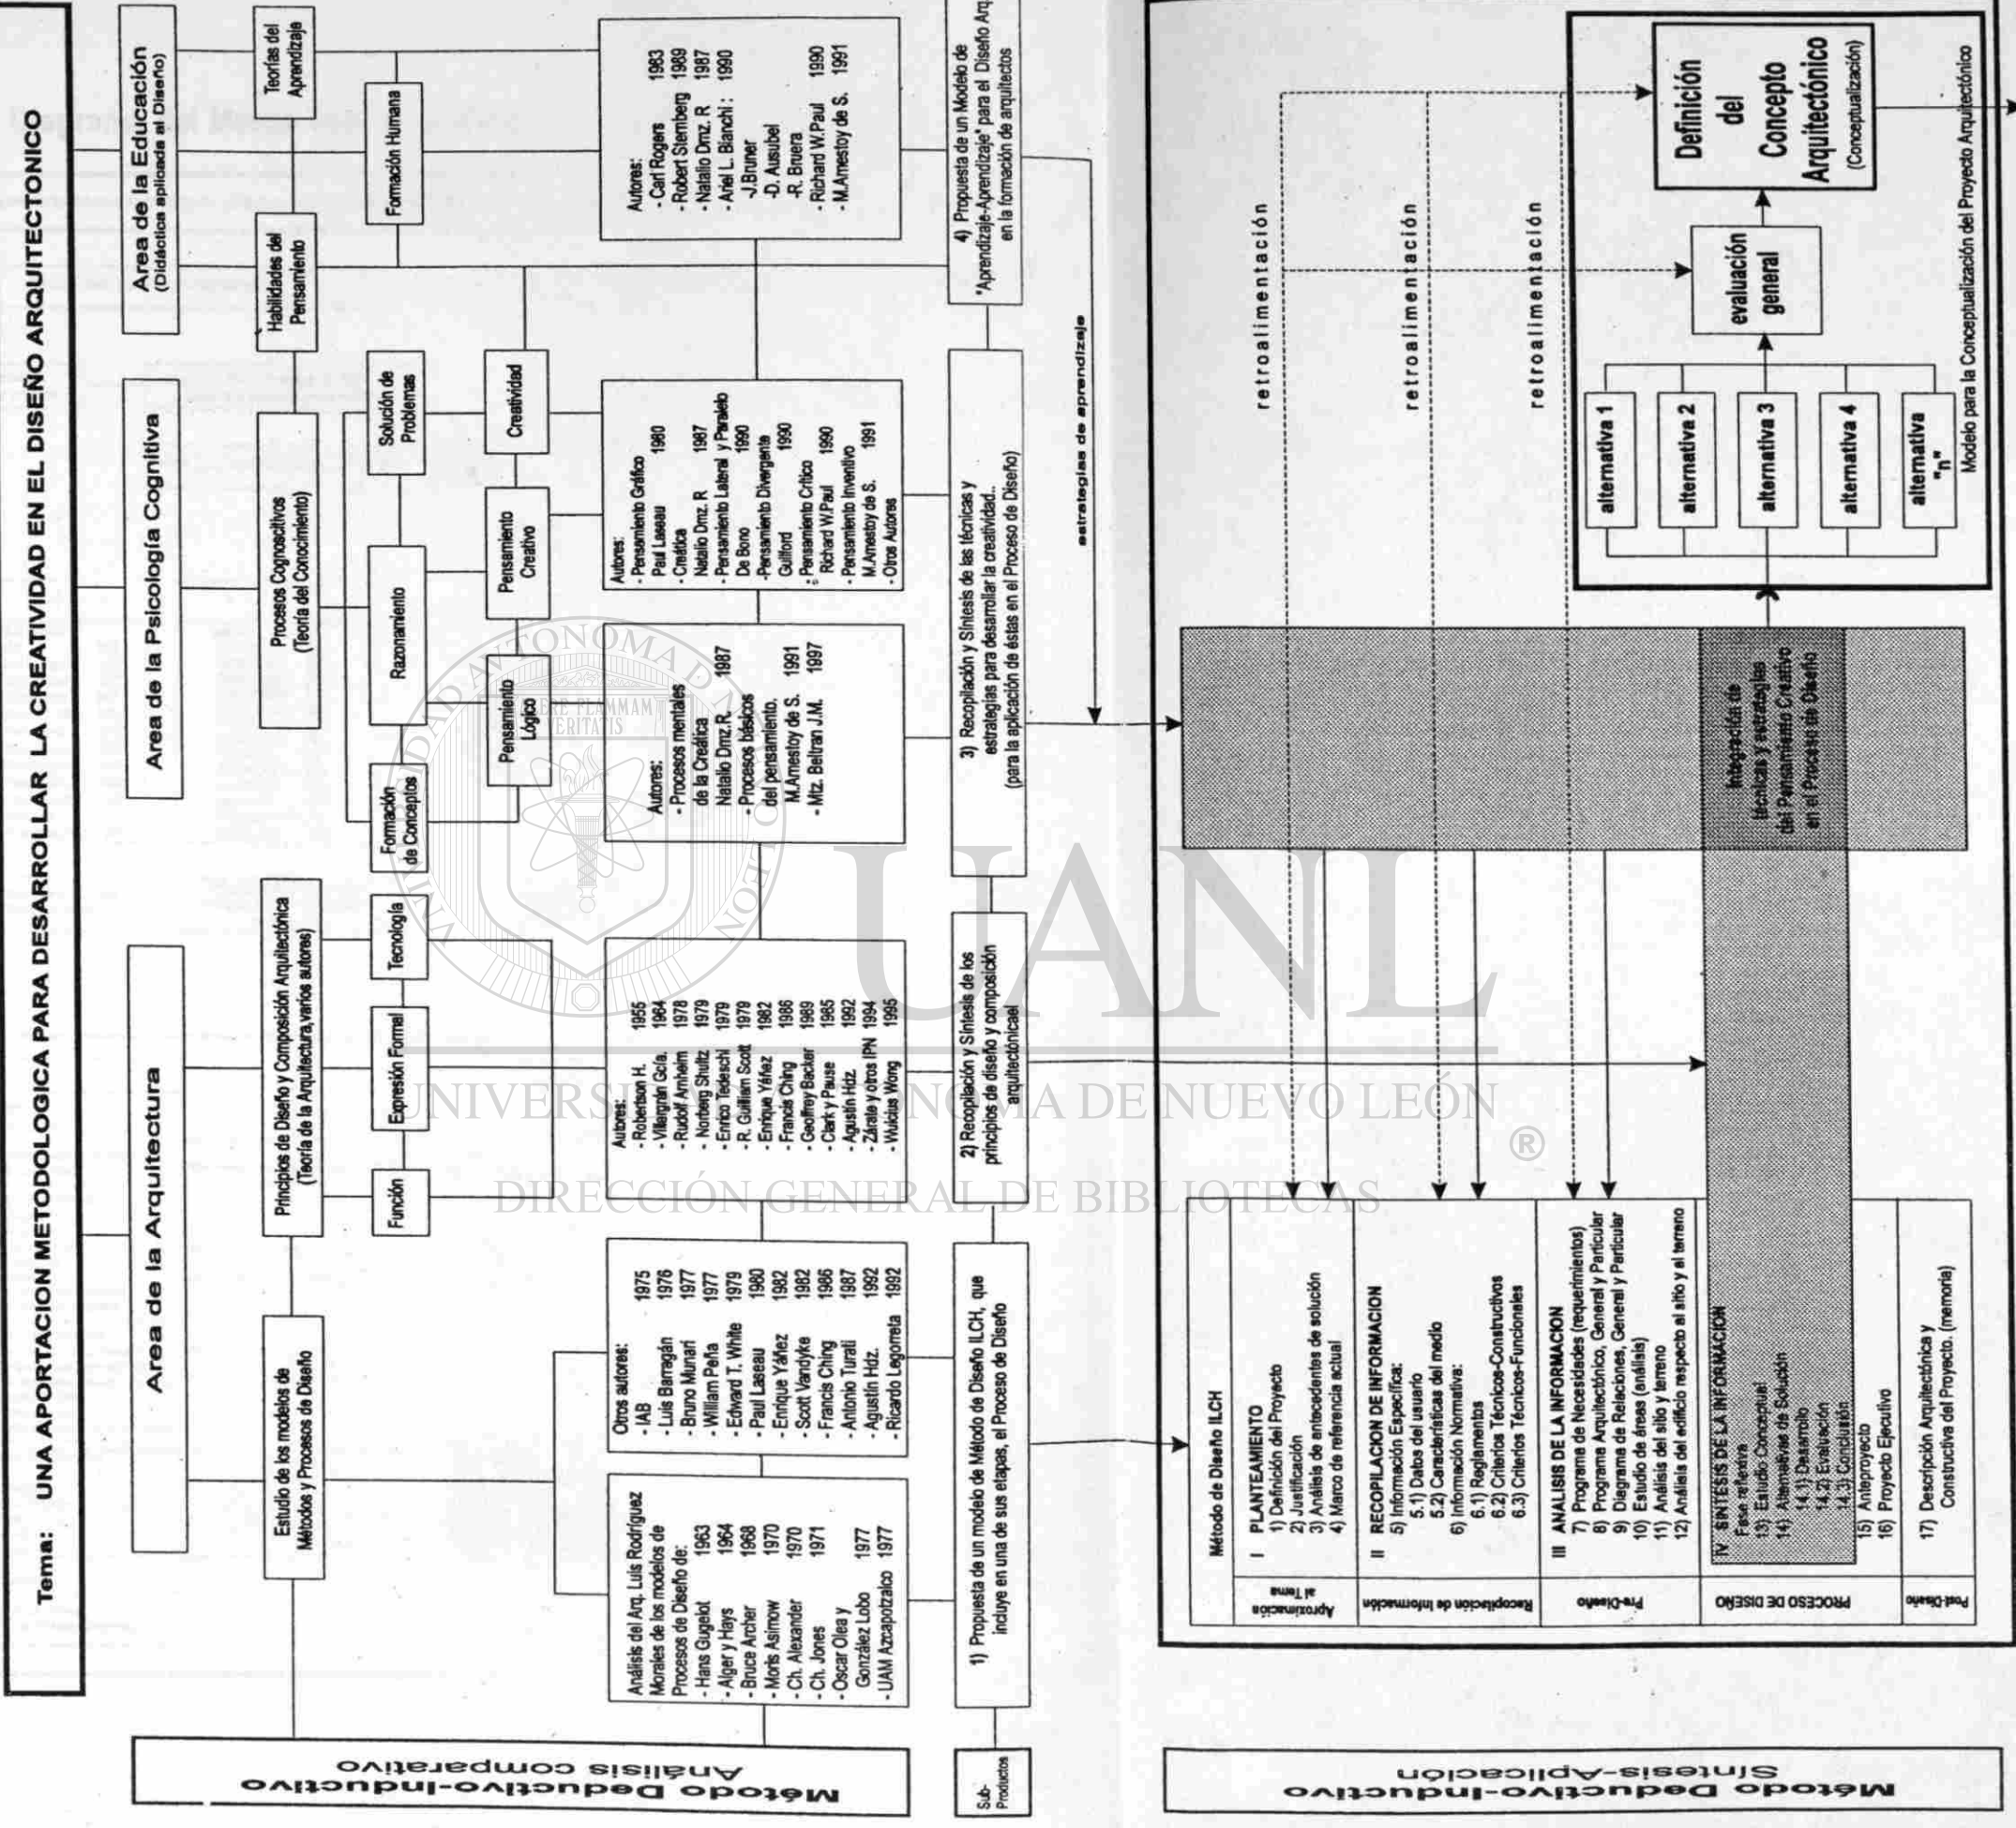 Tema: UNA APORTACION METODOLOGICA PARA DESARROLLAR LA CREATIVIDAD EN EL DISEÑO ARQUITECTONICO
Area de la Arquitectura
Area de la Psicología Cognitiva
Area de la Educación
(Didáctica aplicada al Diseño)
Estudio de los modelos de
Métodos y Procesos de Diseño
Principios de Diseño y Composición Arquitectónica
(Teoría de la Arquitectura,varios autores)
Procesos Cognoscitivos
(Teoría del Conocimiento)
Habilidades del
Pensamiento
Teorías del
Aprendizaje
Función
Expresión Formal
Tecnología
Formación
de Conceptos
Razonamiento
Solución de
Problemas
Formación Humana
Pensamiento
Lógico
Pensamiento
Creativo
Creatividad
Método Deductivo-Inductivo
Análisis comparativo
Análisis del Arq. Luis Rodríguez
Morales de los modelos de
Procesos de Diseño de:
- Hans Gugelot 1963
- Alger y Hays 1964
- Bruce Archer 1968
- Moris Asimow 1970
- Ch. Alexander 1970
- Ch. Jones 1971
- Oscar Olea y
González Lobo 1977
- UAM Azcapotzalco 1977
Otros autores:
- IAB 1975
- Luis Barragán 1976
- Bruno Munari 1977
- William Peña 1977
- Edward T. White 1979
- Paul Laseau 1980
- Enrique Yáñez 1982
- Scott Vandyke 1982
- Francis Ching 1986
- Antonio Turati 1987
- Agustín Hdz. 1992
- Ricardo Legorreta 1992
Autores:
- Robertson H. 1955
- Villagrán Gcía. 1964
- Rudolf Arnheim 1978
- Norberg Shultz 1979
- Enrico Tedeschi 1979
- R. Guilliam Scott 1979
- Enrique Yáñez 1982
- Francis Ching 1986
- Geoffrey Backer 1989
- Clark y Pause 1985
- Agustín Hdz. 1992
- Zárate y otros IPN 1994
- Wuicius Wong 1995
Autores:
- Procesos mentales
de la Creática
Natalio Dmz.R. 1987
- Procesos básicos
del pensamiento.
M.Amestoy de S. 1991
- Mtz. Beltran J.M. 1997
Autores:
- Pensamiento Gráfico
Paul Laseau 1980
- Creática
Natalio Dmz. R 1987
- Pensamiento Lateral y Paralelo
De Bono 1990
-Pensamiento Divergente
Guilford 1990
- Pensamiento Crítico
Richard W.Paul 1990
- Pensamiento Inventivo
M.Amestoy de S. 1991
- Otros Autores
Autores:
- Carl Rogers 1983
- Robert Sternberg 1989
- Natalio Dmz. R 1987
- Ariel L. Bianchi : 1990
-J.Bruner
-D. Ausubel
-R. Bruera
- Richard W.Paul 1990
- M.Amestoy de S. 1991
Sub-
Productos
1) Propuesta de un modelo de Método de Diseño ILCH, que
incluye en una de sus etapas, el Proceso de Diseño
2) Recopilación y Síntesis de los
principios de diseño y composición
arquitectónicael
3) Recopilación y Síntesis de las técnicas y
estrategias para desarrollar la creatividad...
(para la aplicación de éstas en el Proceso de Diseño)
4) Propuesta de un Modelo de
"Aprendizaje-Aprendizaje" para el Diseño Arq.
en la formación de arquitectos
estrategias de aprendizaje
Método Deductivo-Inductivo
Síntesis-Aplicación
Método de Diseño ILCH
Aproximación
al Tema
I PLANTEAMIENTO
1) Definición del Proyecto
2) Justificación
3) Análisis de antecedentes de solución
4) Marco de referencia actual
Recopilación de Información
II RECOPILACION DE INFORMACION
5) Información Específica:
5.1) Datos del usuario
5.2) Características del medio
6) Información Normativa:
6.1) Reglamentos
6.2) Criterios Técnicos-Constructivos
6.3) Criterios Técnicos-Funcionales
Pre-Diseño
III ANALISIS DE LA INFORMACION
7) Programa de Necesidades (requerimientos)
8) Programa Arquitectónico, General y Particular
9) Diagrama de Relaciones, General y Particular
10) Estudio de áreas (análisis)
11) Análisis del sitio y terreno
12) Análisis del edificio respecto al sitio y al terreno
PROCESO DE DISEÑO
IV SINTESIS DE LA INFORMACION
Fase reflexiva
13) Estudio Conceptual
14) Alternativas de Solución
14.1) Desarrollo
14.2) Evaluación
14.3) Conclusión
15) Anteproyecto
16) Proyecto Ejecutivo
Post-Diseño
17) Descripción Arquitectónica y
Constructiva del Proyecto. (memoria)
Integración de
técnicas y estrategias
del Pensamiento Creativo
en el Proceso de Diseño
retroalimentación
retroalimentación
retroalimentación
alternativa 1
alternativa 2
alternativa 3
alternativa 4
alternativa
"n"
evaluación
general
Definición
del
Concepto
Arquitectónico
(Conceptualización)
Modelo para la Conceptualización del Proyecto Arquitectónico
UANL
UNIVERSIDAD AUTÓNOMA DE NUEVO LEÓN
®
DIRECCIÓN GENERAL DE BIBLIOTECAS